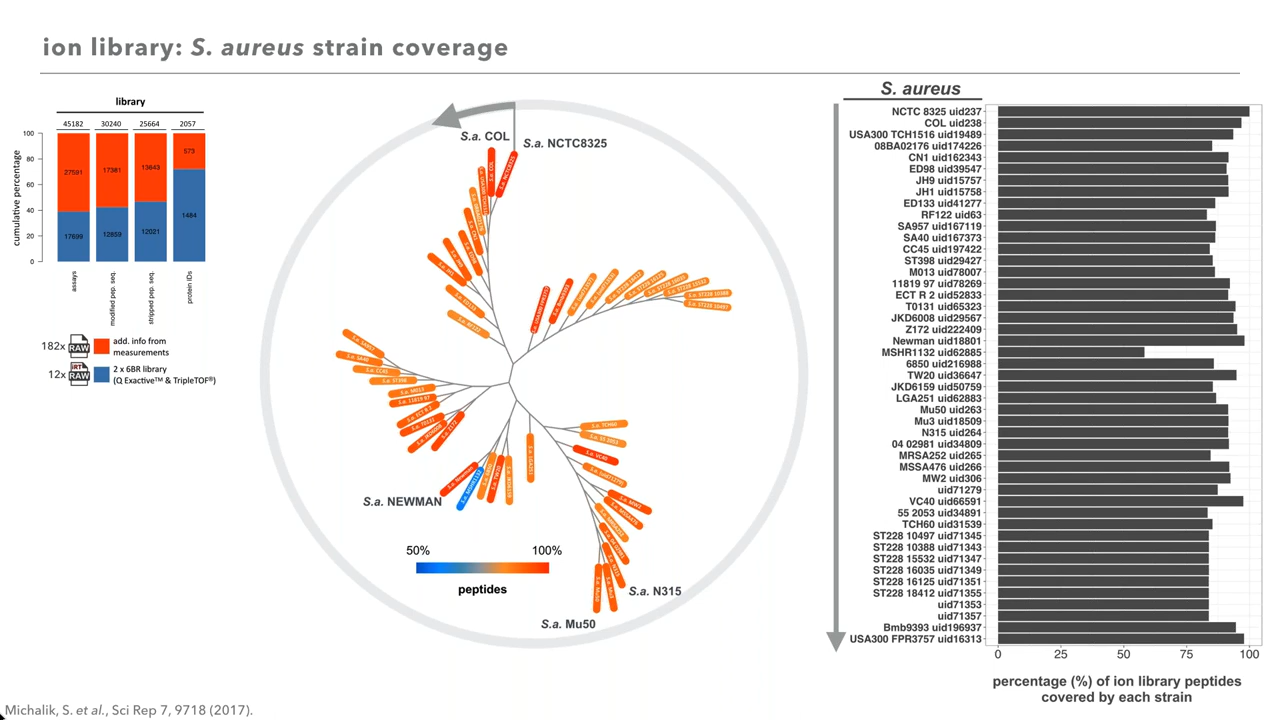 ion library: S. aureus strain coverage
library
45182 30240 25664 2057
cumulative percentage
100
80
60
40
20
0
27591 17381 13643 573
17699 12859 12021 1484
assays
modified pep. seq.
stripped pep. seq.
protein IDs
182x RAW add. info from
measurements
12x iRT RAW 2 x 6BR library
(Q Exactive™ & TripleTOF®)
S.a. COL
S.a. NCTC8325
S.a. NEWMAN
S.a. N315
S.a. Mu50
50% 100%
peptides
S. aureus
NCTC 8325 uid237
COL uid238
USA300 TCH1516 uid19489
08BA02176 uid174226
CN1 uid162343
ED98 uid39547
JH9 uid15757
JH1 uid15758
ED133 uid41277
RF122 uid63
SA957 uid167119
SA40 uid167373
CC45 uid197422
ST398 uid29427
M013 uid78007
11819 97 uid78269
ECT R 2 uid52833
T0131 uid65323
JKD6008 uid29567
Z172 uid222409
Newman uid18801
MSHR1132 uid62885
6850 uid216988
TW20 uid36647
JKD6159 uid50759
LGA251 uid62883
Mu50 uid263
Mu3 uid18509
N315 uid264
04 02981 uid34809
MRSA252 uid265
MSSA476 uid266
MW2 uid306
uid71279
VC40 uid66591
55 2053 uid34891
TCH60 uid31539
ST228 10497 uid71345
ST228 10388 uid71343
ST228 15532 uid71347
ST228 16035 uid71349
ST228 16125 uid71351
ST228 18412 uid71355
uid71353
uid71357
Bmb9393 uid196937
USA300 FPR3757 uid16313
0 25 50 75 100
percentage (%) of ion library peptides
covered by each strain
Michalik, S. et al., Sci Rep 7, 9718 (2017).